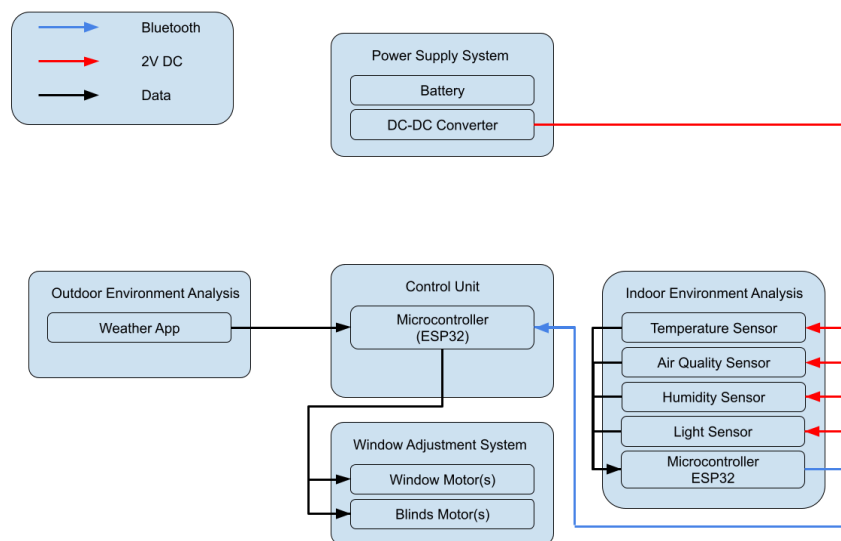 Bluetooth
2V DC
Data
Power Supply System
Battery
DC-DC Converter
Outdoor Environment Analysis
Weather App
Control Unit
Microcontroller
(ESP32)
Window Adjustment System
Window Motor(s)
Blinds Motor(s)
Indoor Environment Analysis
Temperature Sensor
Air Quality Sensor
Humidity Sensor
Light Sensor
Microcontroller
ESP32